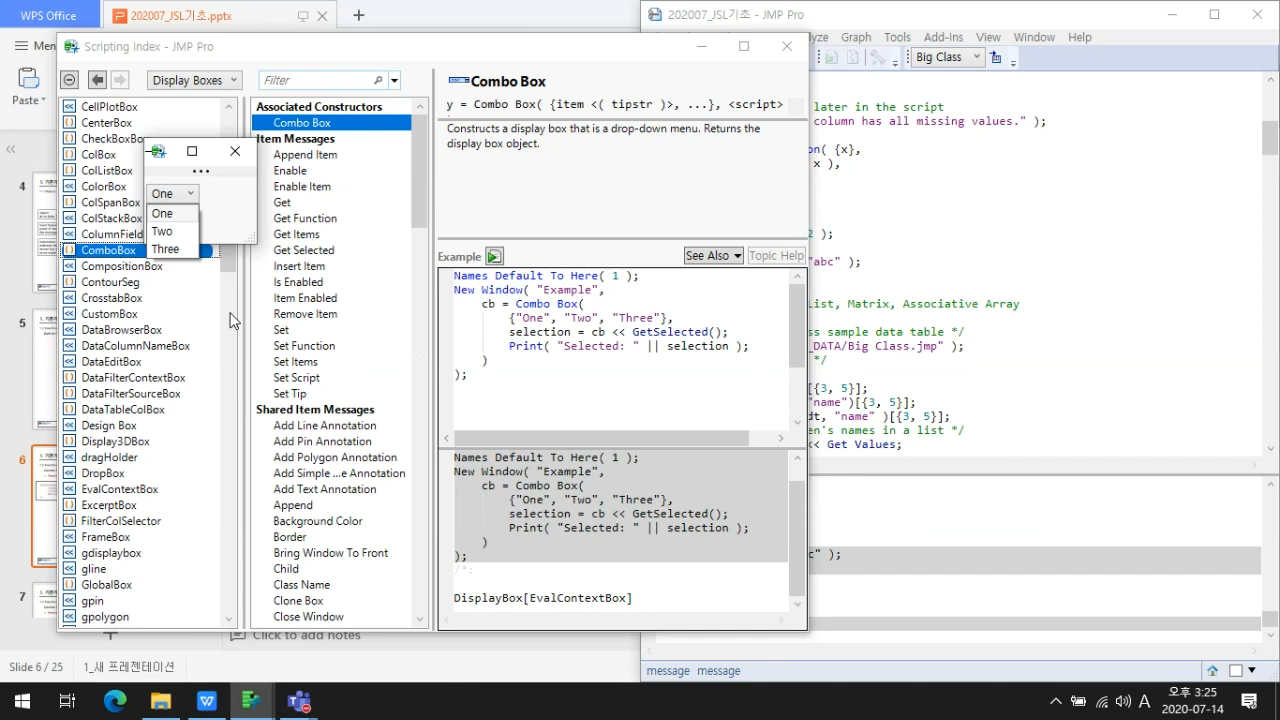 WPS Office
202007_JSL기초.pptx
202007_JSL기초 - JMP Pro
Scripting Index - JMP Pro
Graph Tools Add-Ins View Window Help
Big Class
Paste
Display Boxes
Filter
CellPlotBox
CenterBox
ColBox
ColListBox
ColorBox
ColSpanBox
ColStackBox
ComboBox
CompositionBox
ContourSeg
CrosstabBox
CustomBox
DataBrowserBox
DataColumnNameBox
DataEditBox
DataFilterContextBox
DataFilterSourceBox
DataTableColBox
Design Box
Display3DBox
dragHolder
DropBox
EvalContextBox
ExcerptBox
FilterColSelector
FrameBox
gdisplaybox
gline
GlobalBox
gpin
gpolygon
One
One
Two
Three
Associated Constructors
Combo Box
Item Messages
Append Item
Enable
Enable Item
Get
Get Function
Get Items
Get Selected
Insert Item
Is Enabled
Item Enabled
Remove Item
Set
Set Function
Set Items
Set Script
Set Tip
Shared Item Messages
Add Line Annotation
Add Pin Annotation
Add Polygon Annotation
Add Simple ...e Annotation
Add Text Annotation
Append
Background Color
Border
Bring Window To Front
Child
Class Name
Clone Box
Close Window
Combo Box
y = Combo Box( {item <( tipstr )>, ...}, <script>
Constructs a display box that is a drop-down menu. Returns the
display box object.
Example
See Also
Topic Help
Names Default To Here( 1 );
New Window( "Example",
cb = Combo Box(
{"One", "Two", "Three"},
selection = cb << GetSelected();
Print( "Selected: " || selection );
)
);
Names Default To Here( 1 );
New Window( "Example",
cb = Combo Box(
{"One", "Two", "Three"},
selection = cb << GetSelected();
Print( "Selected: " || selection );
)
);
/*:
DisplayBox[EvalContextBox]
later in the script
column has all missing values." );
on( {x},
x ),
2 );
"abc" );
List, Matrix, Associative Array
ss sample data table */
_DATA/Big Class.jmp" );
*/
[{3, 5}];
"name")[{3, 5}];
dt, "name" )[{3, 5}];
en's names in a list */
<< Get Values;
c" );
4
5
6
7
Click to add notes
Slide 6 / 25
1_새 프레젠테이션
message message
A
오후 3:25
2020-07-14